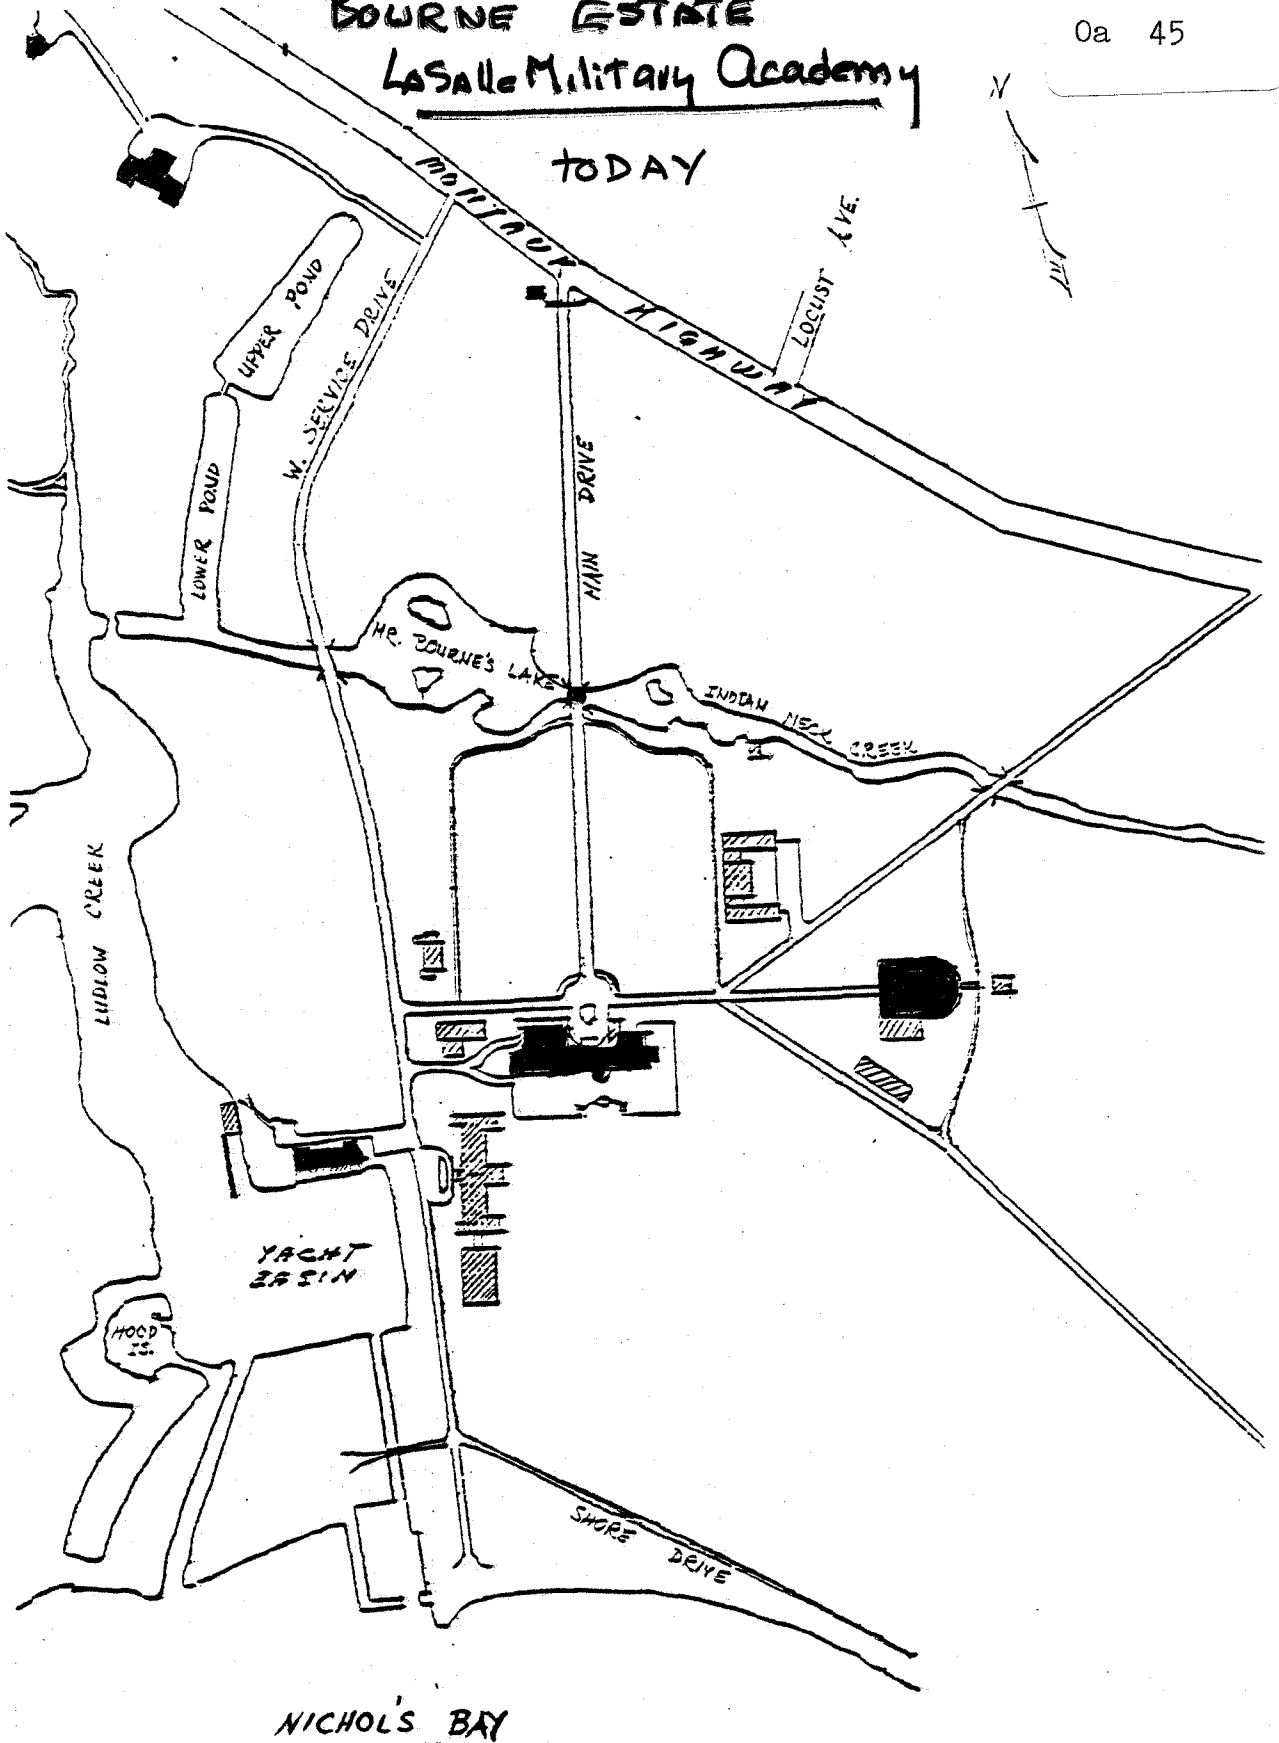 BOURNE ESTATE
LaSalle Military Academy
toDAY
Oa 45
N
MONTAUK HIGHWAY
LOCUST AVE.
UPPER POND
W. SERVICE DRIVE
LOWER POND
MAIN DRIVE
MR. BOURNE'S LAKE
INDIAN NECK CREEK
LUDLOW CREEK
YACHT
BASIN
HOOD
IS.
SHORE DRIVE
NICHOL'S BAY